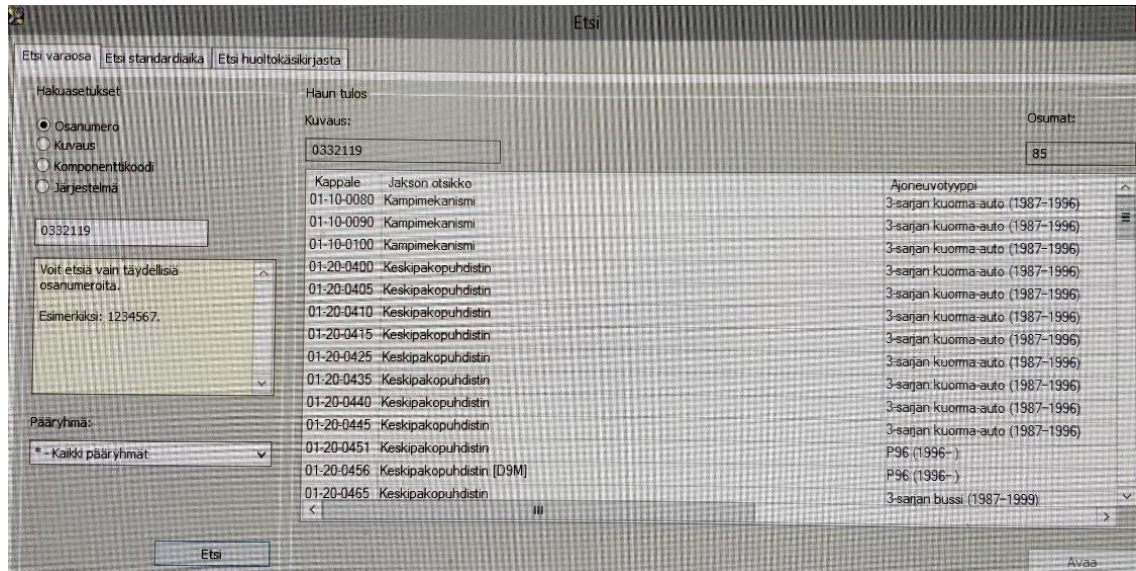 Etsi
Etsi varaosa Etsi standardiaika Etsi huoltokäsikirjasta
Hakuasetukset
Osanumero
Kuvaus
Komponenttikoodi
Järjestelmä
0332119
Voit etsiä vain täydellisiä
osanumeroita.
Esimerkiksi: 1234567.
Pääryhmä:
* - Kaikki pääryhmät
Etsi
Haun tulos
Kuvaus: Osumat:
0332119 85
Kappale Jakson otsikko Ajoneuvotyyppi
01-10-0080 Kampimekanismi 3-sarjan kuorma-auto (1987-1996)
01-10-0090 Kampimekanismi 3-sarjan kuorma-auto (1987-1996)
01-10-0100 Kampimekanismi 3-sarjan kuorma-auto (1987-1996)
01-20-0400 Keskipakopuhdistin 3-sarjan kuorma-auto (1987-1996)
01-20-0405 Keskipakopuhdistin 3-sarjan kuorma-auto (1987-1996)
01-20-0410 Keskipakopuhdistin 3-sarjan kuorma-auto (1987-1996)
01-20-0415 Keskipakopuhdistin 3-sarjan kuorma-auto (1987-1996)
01-20-0425 Keskipakopuhdistin 3-sarjan kuorma-auto (1987-1996)
01-20-0435 Keskipakopuhdistin 3-sarjan kuorma-auto (1987-1996)
01-20-0440 Keskipakopuhdistin 3-sarjan kuorma-auto (1987-1996)
01-20-0445 Keskipakopuhdistin 3-sarjan kuorma-auto (1987-1996)
01-20-0451 Keskipakopuhdistin P96 (1996- )
01-20-0456 Keskipakopuhdistin [D9M] P96 (1996- )
01-20-0465 Keskipakopuhdistin 3-sarjan bussi (1987-1999)
Avaa